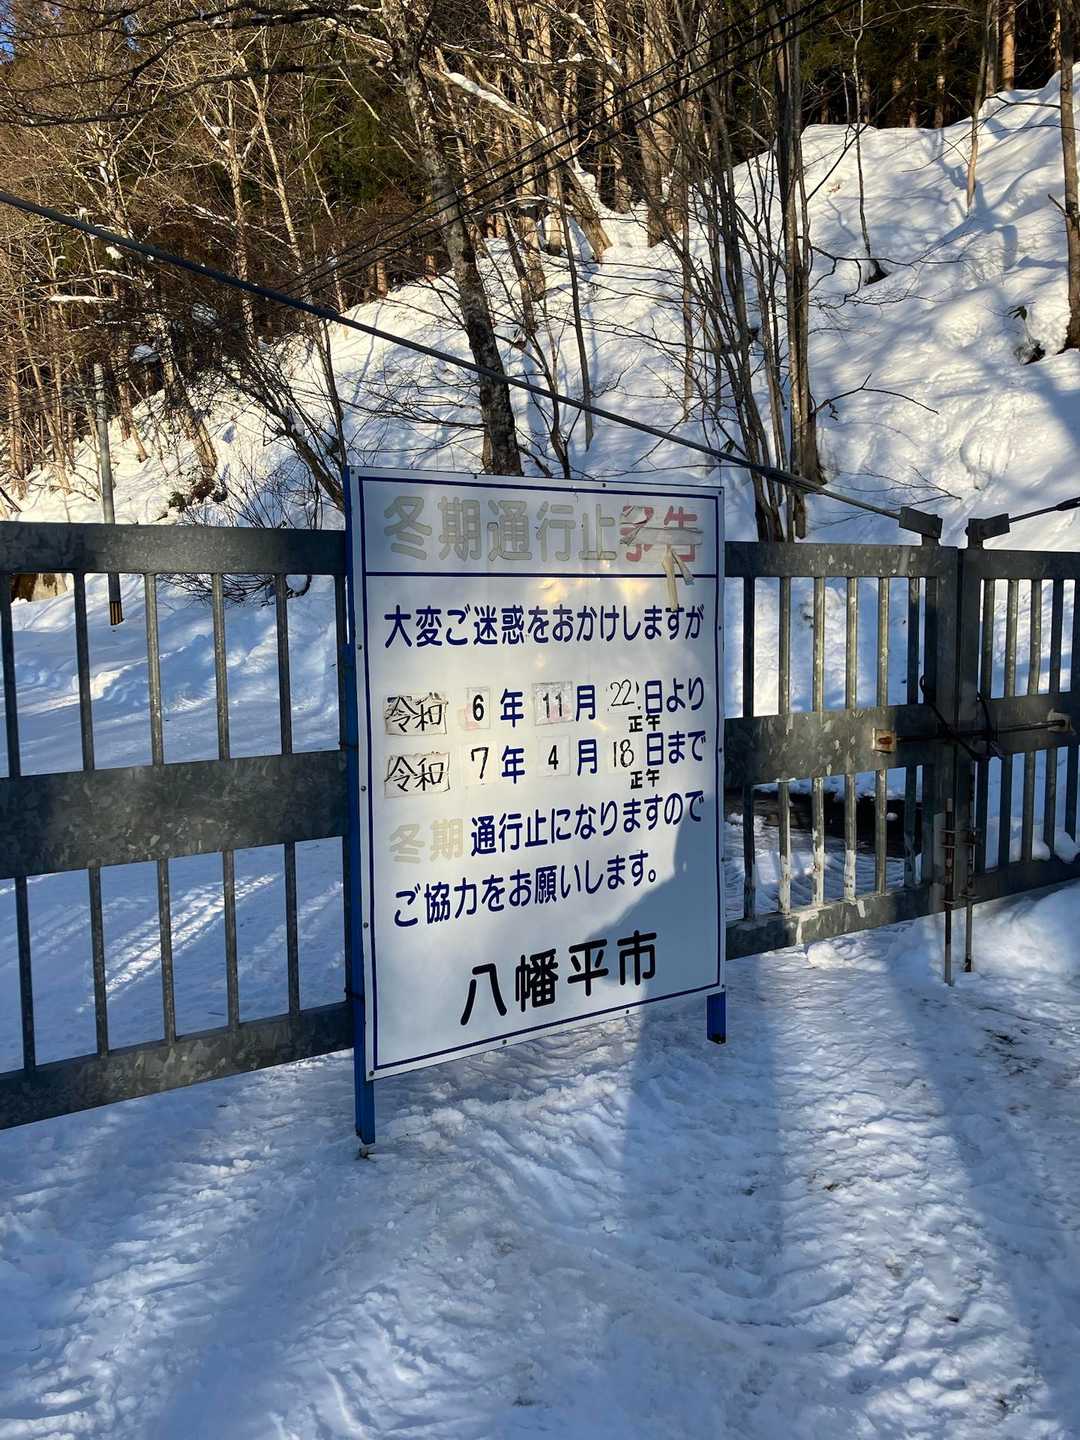 冬期通行止予告
大変ご迷惑をおかけしますが
令和 6 年 11 月 22 日より
正午
令和 7 年 4 月 18 日まで
正午
冬期 通行止になりますので
ご協力をお願いします。
八幡平市